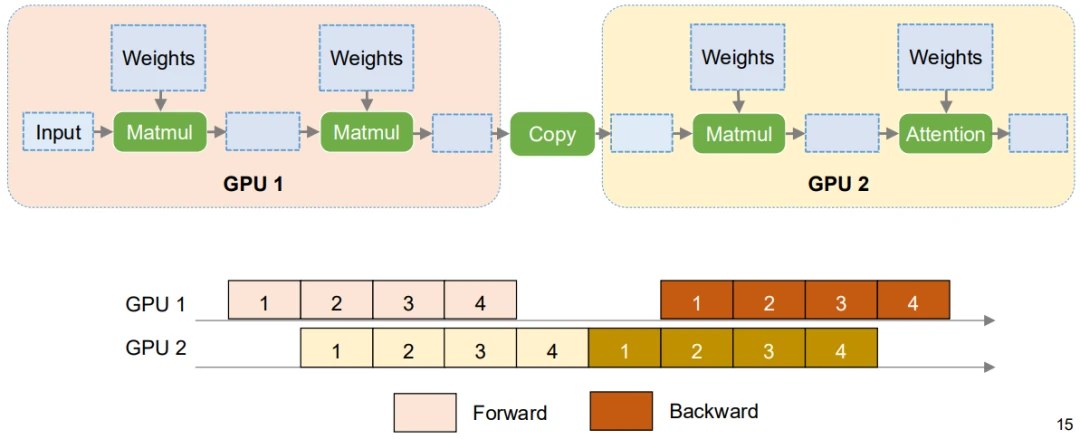 Weights
Weights
Weights
Weights
Input
Matmul
Matmul
Copy
Matmul
Attention
GPU 1
GPU 2
GPU 1
1 2 3 4
1 2 3 4
GPU 2
1 2 3 4
1 2 3 4
Forward
Backward
15